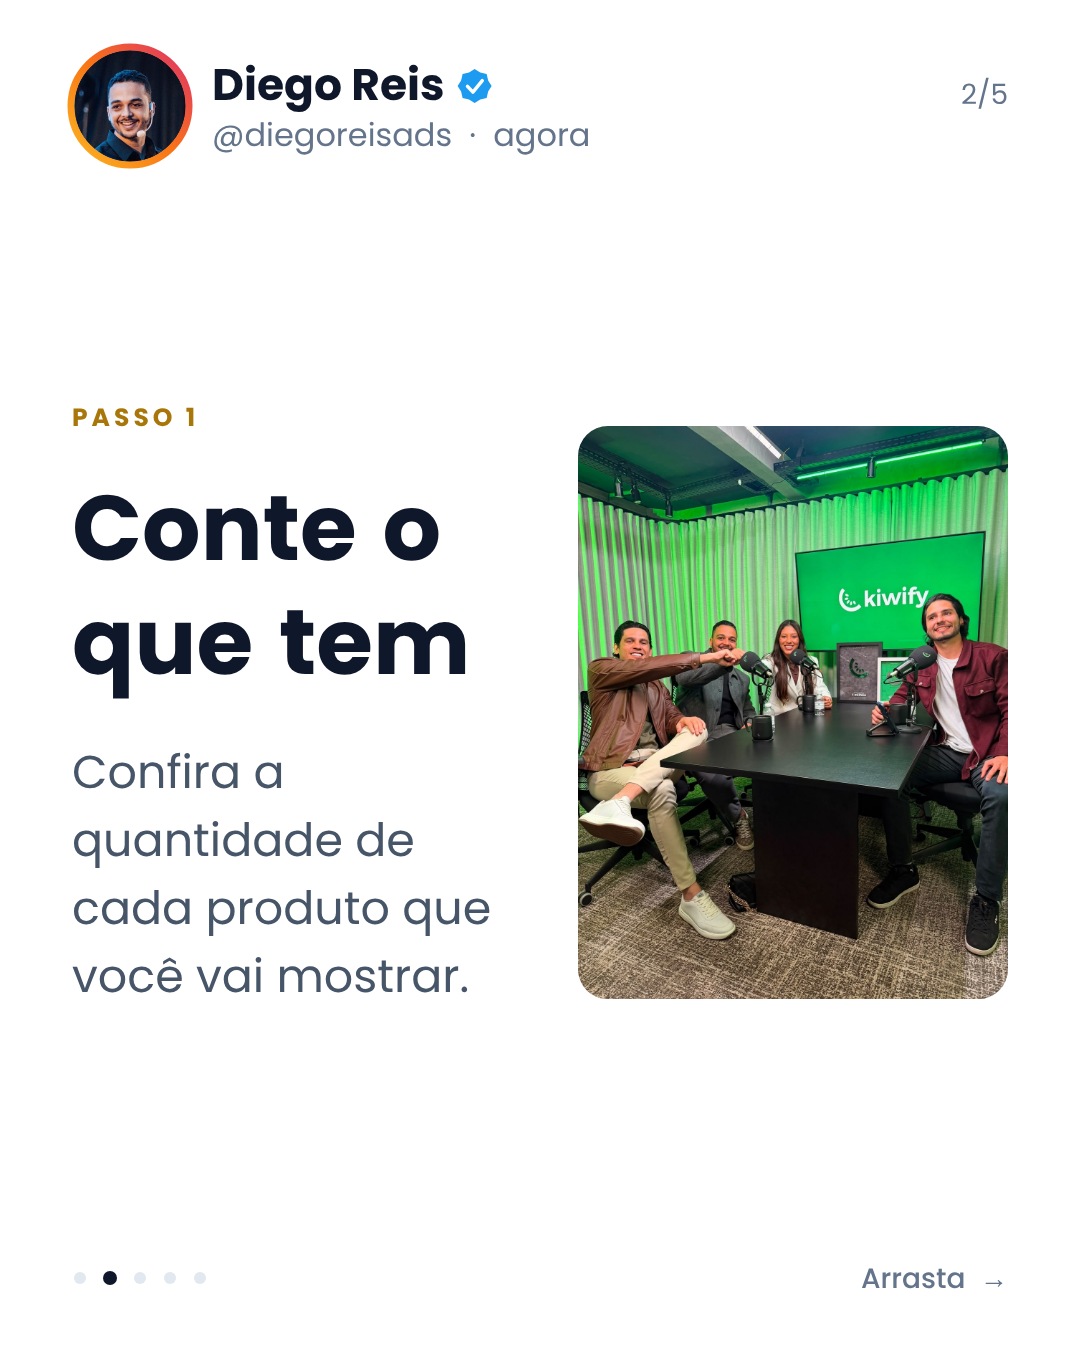 Diego Reis
@diegoreisads · agora
2/5
PASSO 1
Conte o
que tem
Confira a
quantidade de
cada produto que
você vai mostrar.
kiwify
Arrasta →